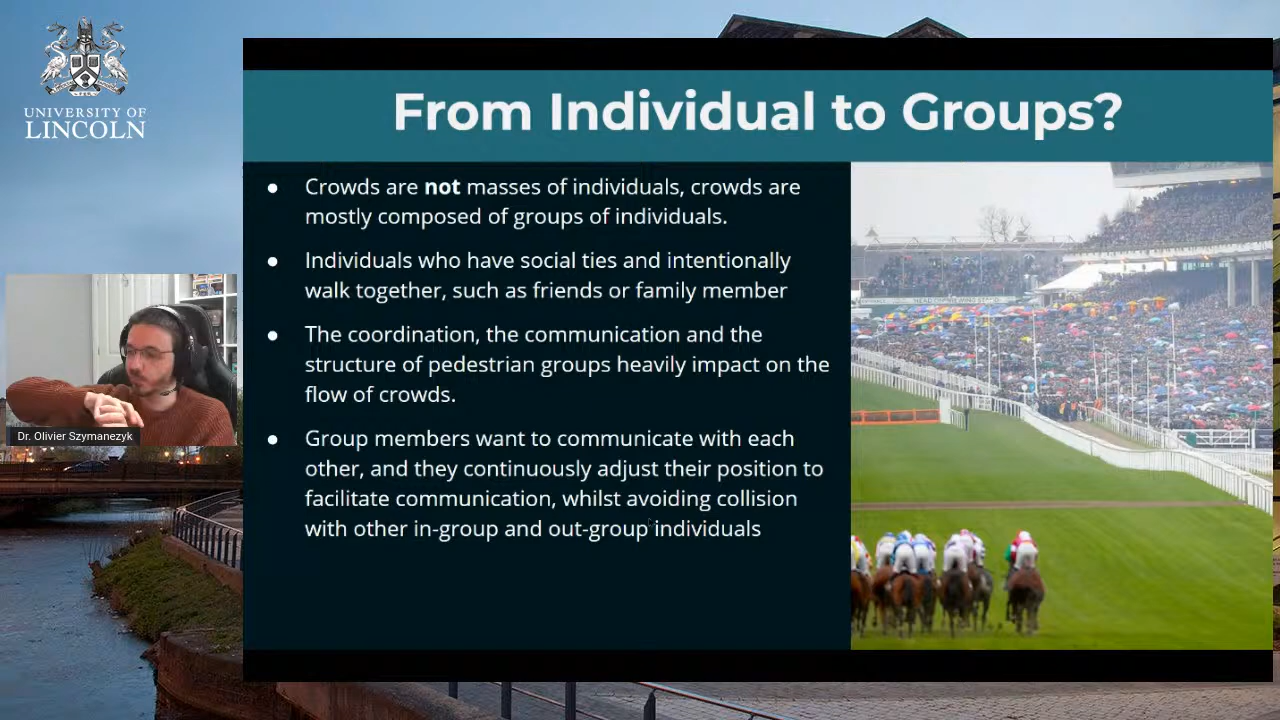 UNIVERSITY OF
LINCOLN
From Individual to Groups?
● Crowds are not masses of individuals, crowds are
mostly composed of groups of individuals.
● Individuals who have social ties and intentionally
walk together, such as friends or family member
● The coordination, the communication and the
structure of pedestrian groups heavily impact on the
flow of crowds.
● Group members want to communicate with each
other, and they continuously adjust their position to
facilitate communication, whilst avoiding collision
with other in-group and out-group individuals
Dr. Olivier Szymanezyk